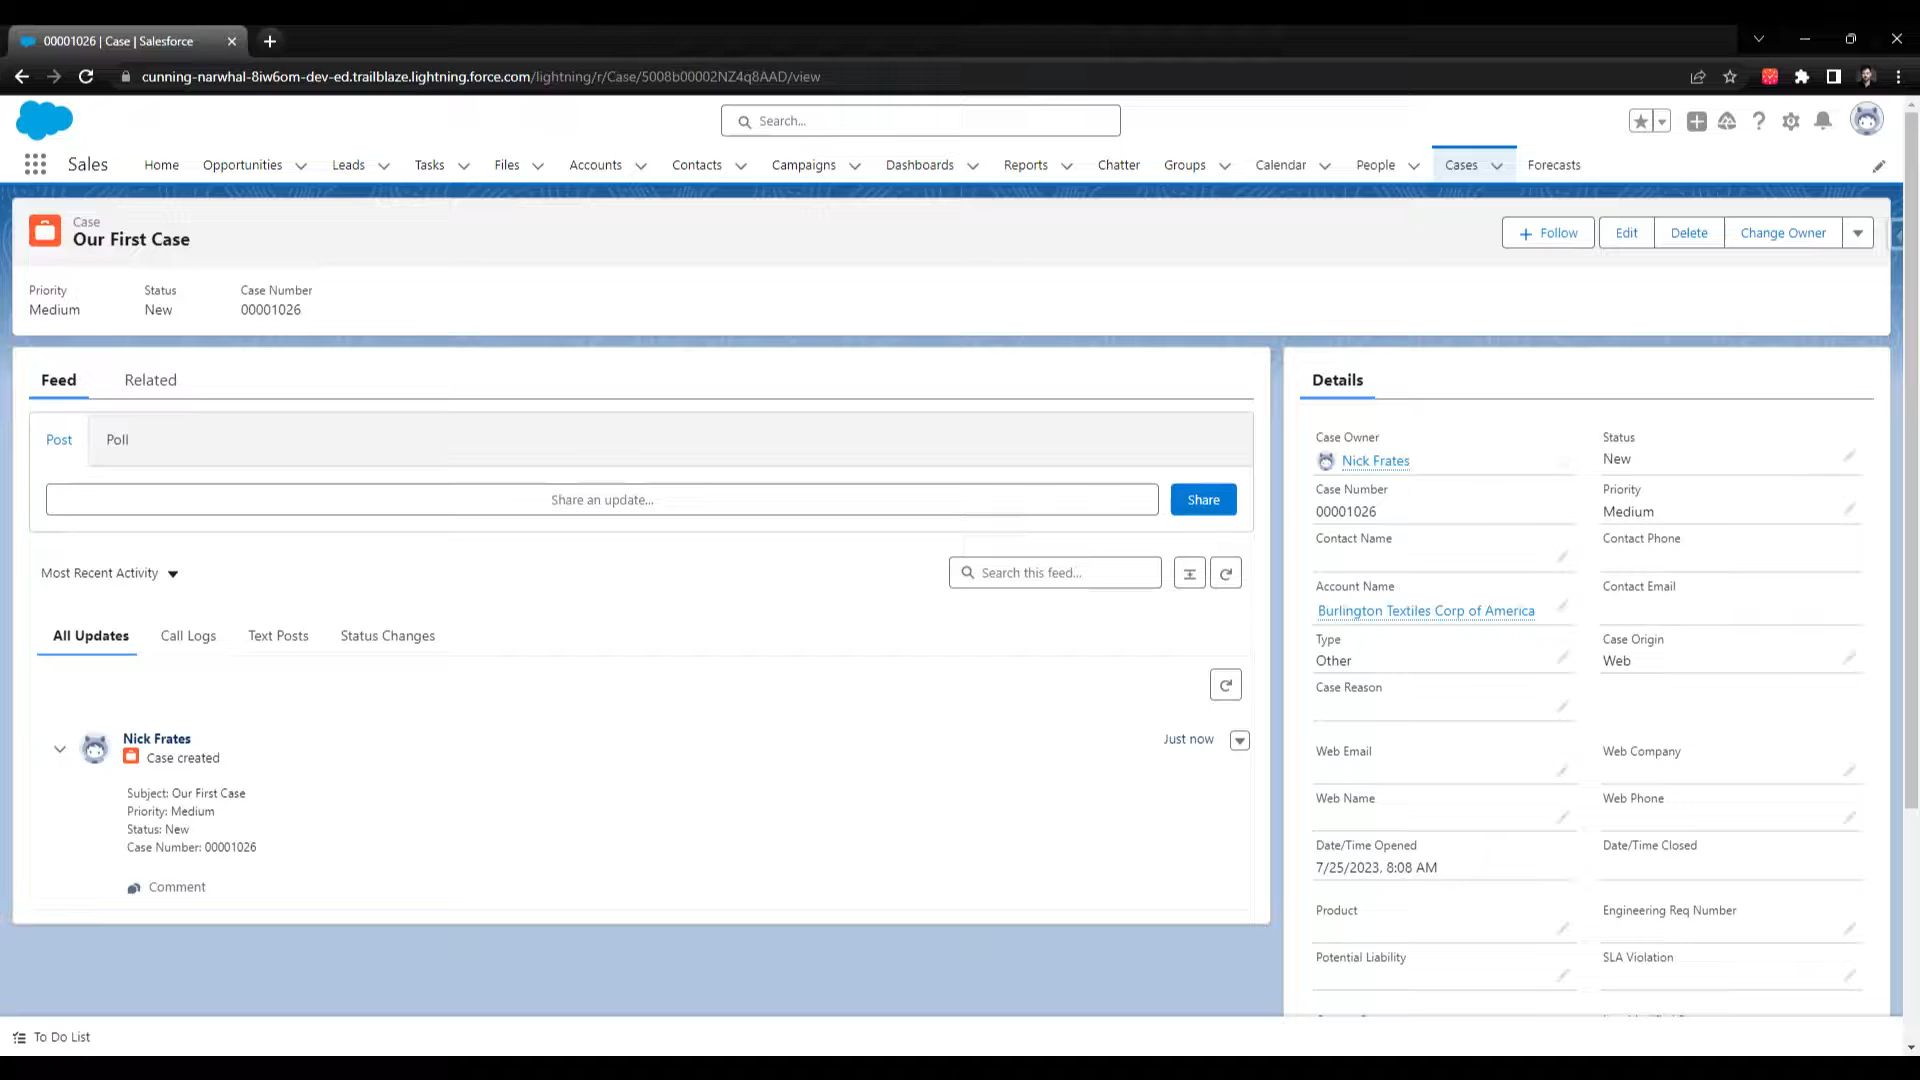 00001026 | Case | Salesforce
cunning-narwhal-8iw6om-dev-ed.trailblaze.lightning.force.com/lightning/r/Case/5008b00002NZ4q8AAD/view
Search...
Sales
Home
Opportunities
Leads
Tasks
Files
Accounts
Contacts
Campaigns
Dashboards
Reports
Chatter
Groups
Calendar
People
Cases
Forecasts
Case
Our First Case
Follow
Edit
Delete
Change Owner
Priority
Medium
Status
New
Case Number
00001026
Feed
Related
Post
Poll
Share an update...
Share
Most Recent Activity
Search this feed...
All Updates
Call Logs
Text Posts
Status Changes
Nick Frates
Case created
Just now
Subject: Our First Case
Priority: Medium
Status: New
Case Number: 00001026
Comment
Details
Case Owner
Nick Frates
Status
New
Case Number
00001026
Priority
Medium
Contact Name
Contact Phone
Account Name
Burlington Textiles Corp of America
Contact Email
Type
Other
Case Origin
Web
Case Reason
Web Email
Web Company
Web Name
Web Phone
Date/Time Opened
7/25/2023, 8:08 AM
Date/Time Closed
Product
Engineering Req Number
Potential Liability
SLA Violation
To Do List